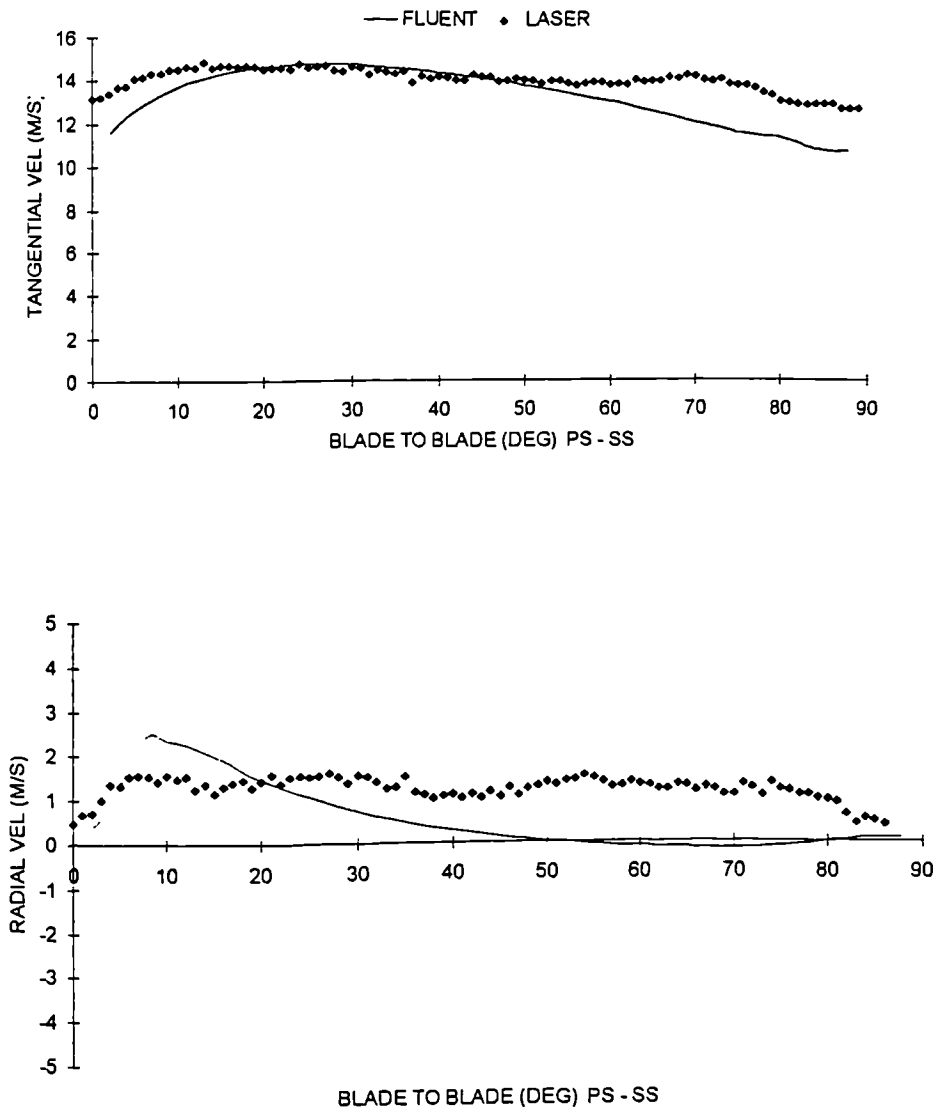 FLUENT LASER
16
14
12
10
8
6
4
2
0
TANGENTIAL VEL (M/S;
0 10 20 30 40 50 60 70 80 90
BLADE TO BLADE (DEG) PS - SS
5
4
3
2
1
0
-1
-2
-3
-4
-5
RADIAL VEL (M/S)
0 10 20 30 40 50 60 70 80 90
BLADE TO BLADE (DEG) PS - SS